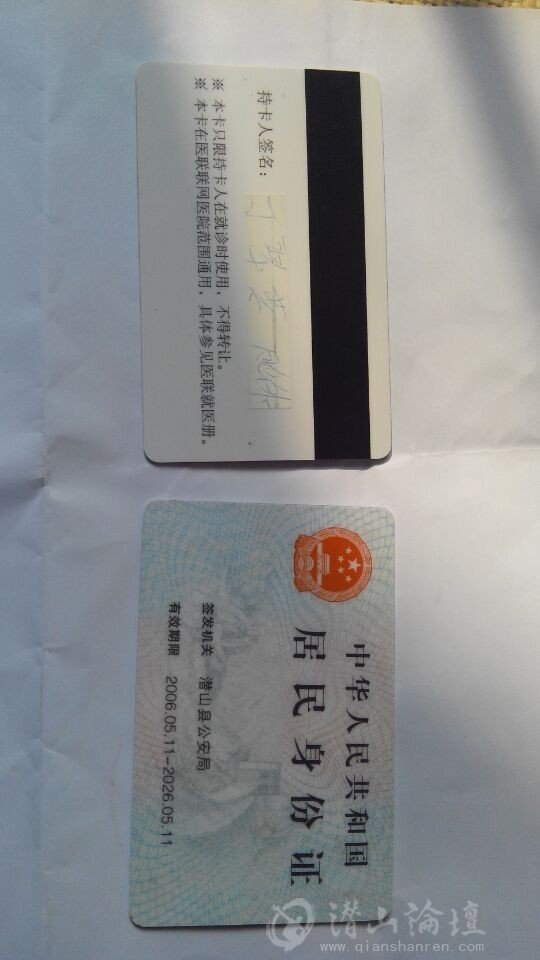 持卡人签名：
※ 本卡只限持卡人在就诊时使用，不得转让。
※ 本卡在医联联网医院范围通用，具体参见医联就医册。
中华人民共和国
居民身份证
签发机关 潜山县公安局
有效期限 2006.05.11-2026.05.11
潜山論壇
www.qianshanren.com